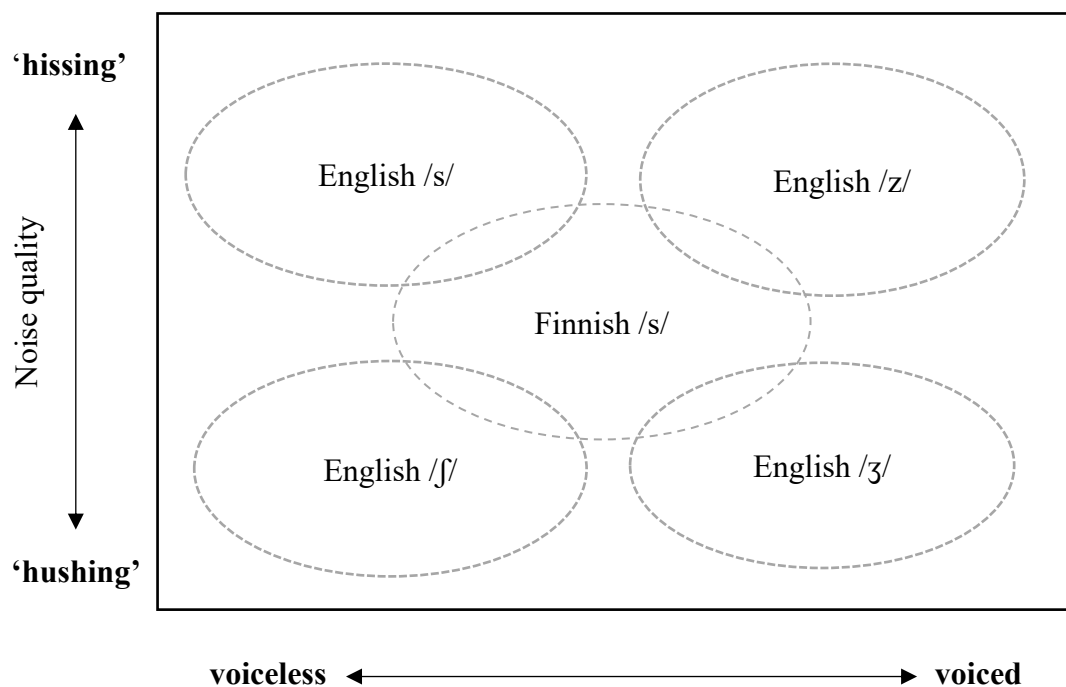 ‘hissing’
English /s/
English /z/
Noise quality
Finnish /s/
English /ʃ/
English /ʒ/
‘hushing’
voiceless
voiced